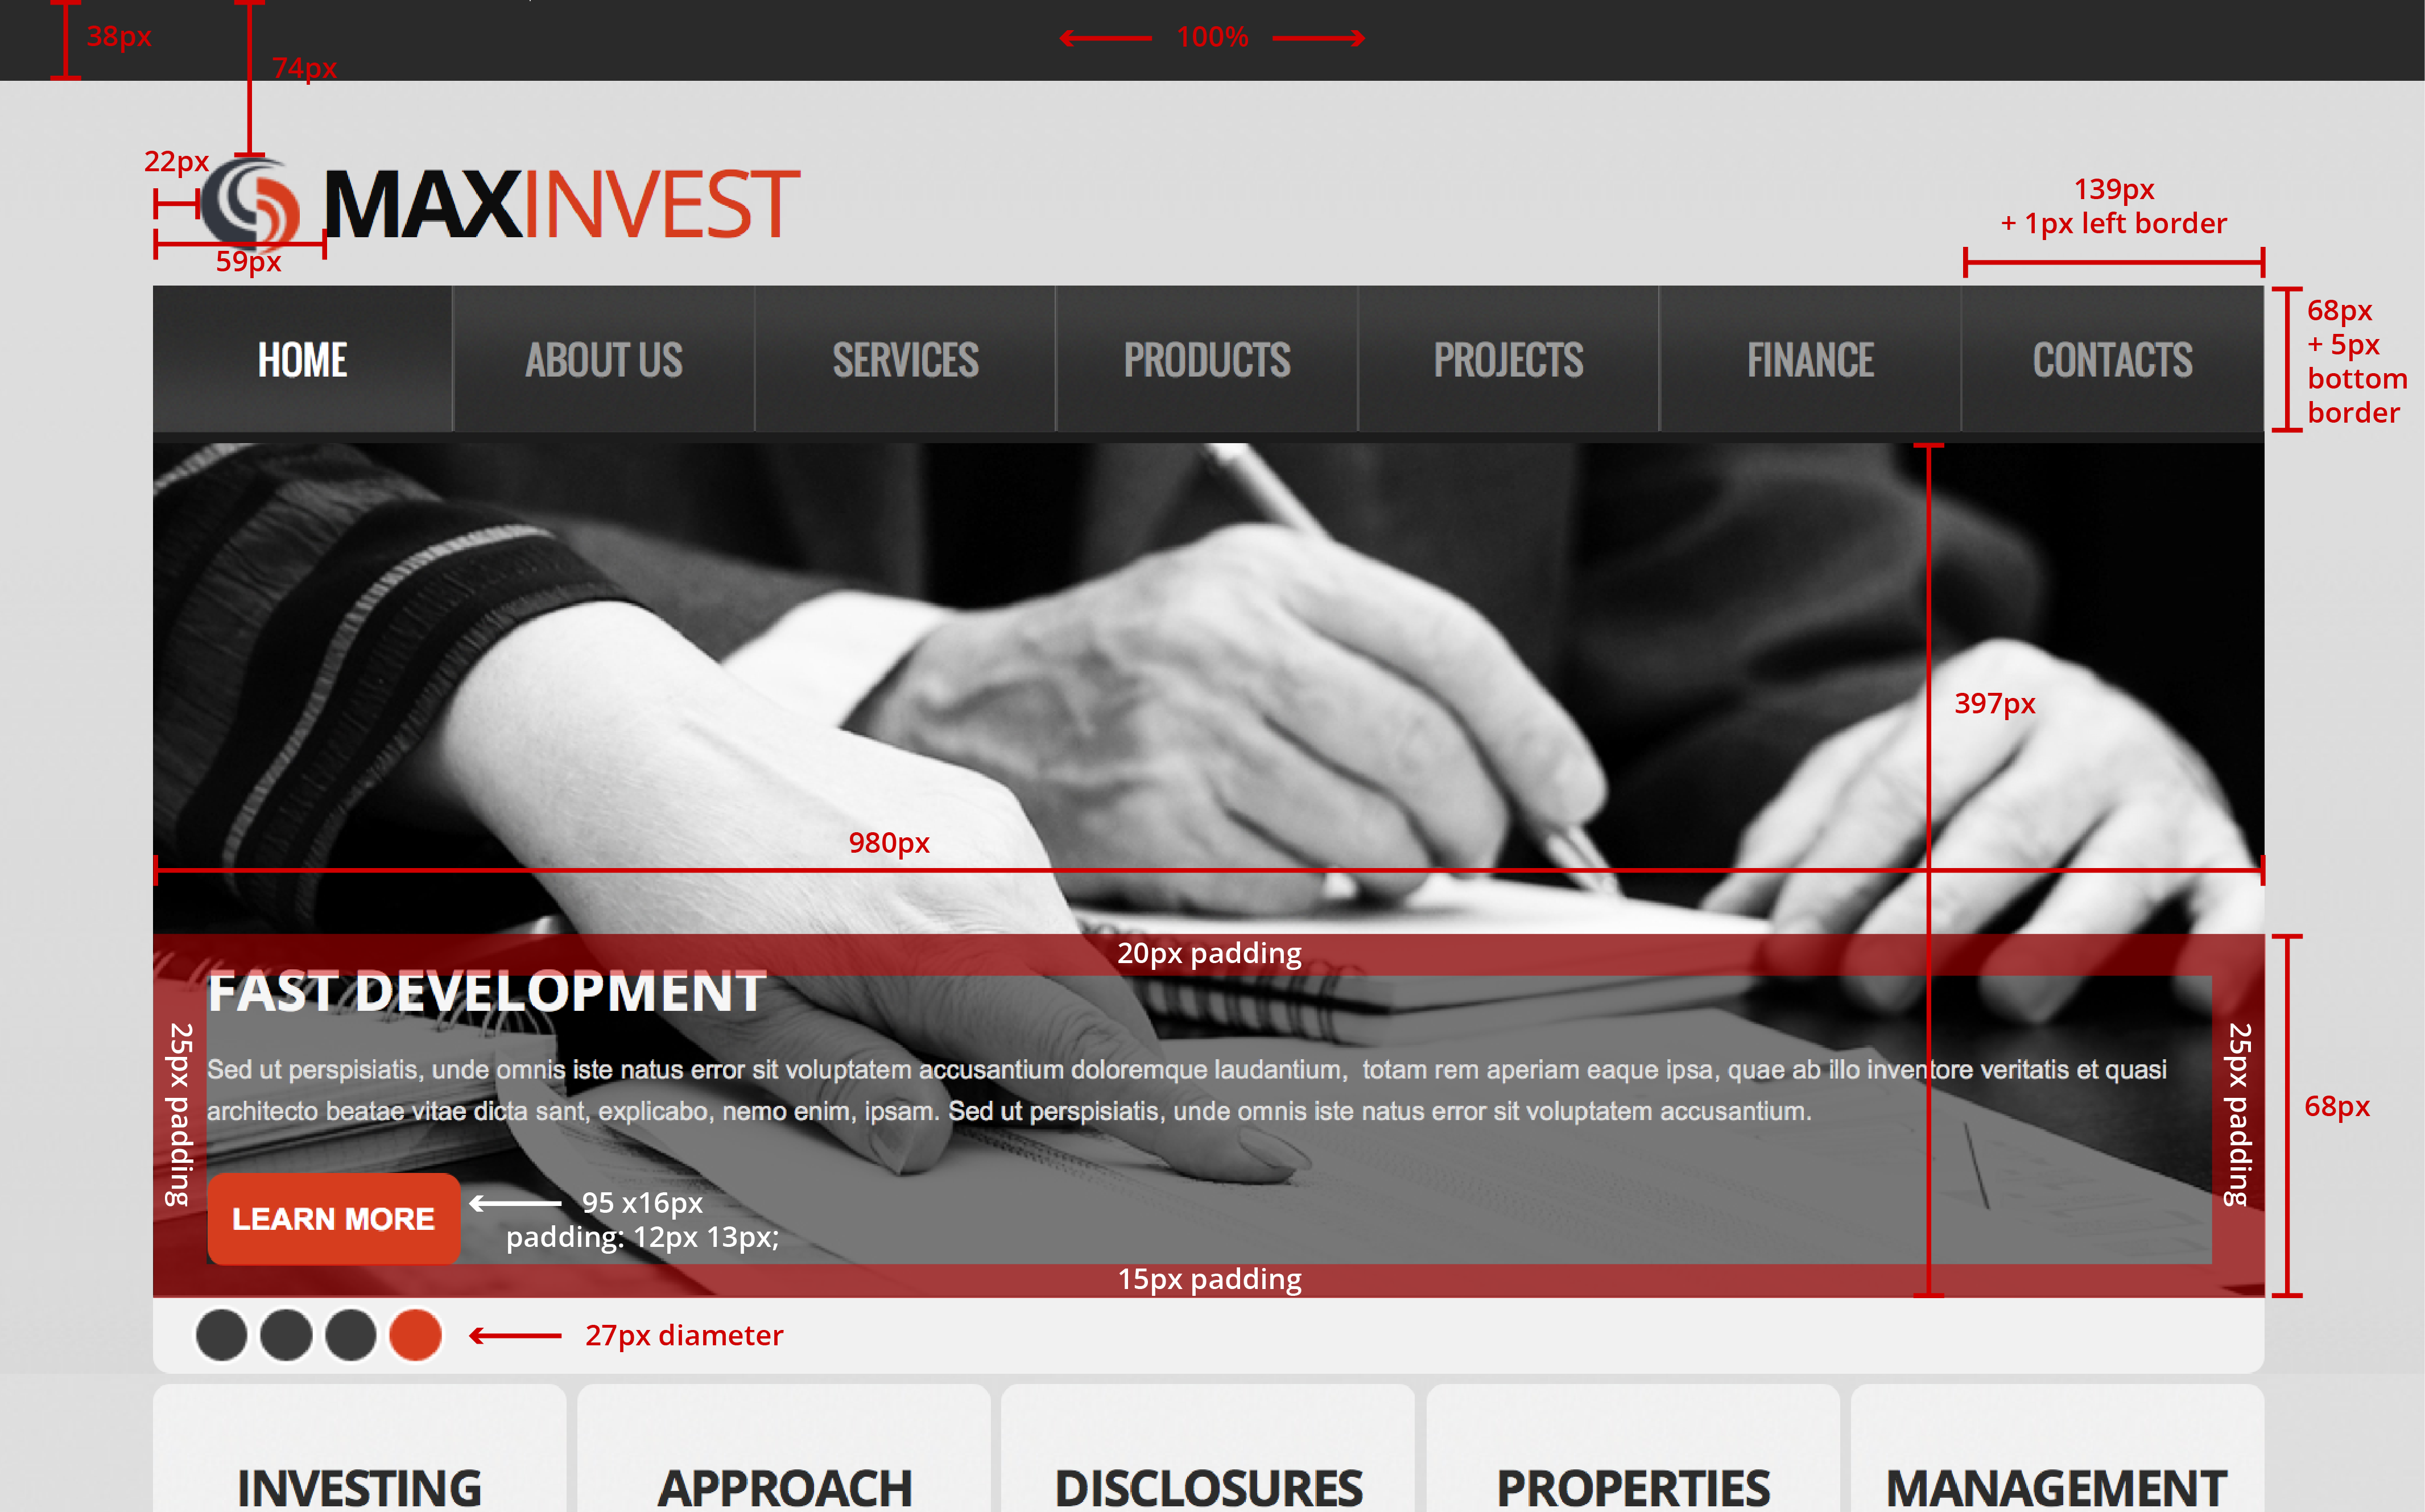 38px
100%
74px
22px
MAXINVEST
59px
139px
+ 1px left border
HOME ABOUT US SERVICES PRODUCTS PROJECTS FINANCE CONTACTS
68px
+ 5px
bottom
border
397px
980px
20px padding
FAST DEVELOPMENT
25px padding
25px padding
Sed ut perspisiatis, unde omnis iste natus error sit voluptatem accusantium doloremque laudantium, totam rem aperiam eaque ipsa, quae ab illo inventore veritatis et quasi
architecto beatae vitae dicta sant, explicabo, nemo enim, ipsam. Sed ut perspisiatis, unde omnis iste natus error sit voluptatem accusantium.
68px
LEARN MORE
95 x16px
padding: 12px 13px;
15px padding
27px diameter
INVESTING APPROACH DISCLOSURES PROPERTIES MANAGEMENT